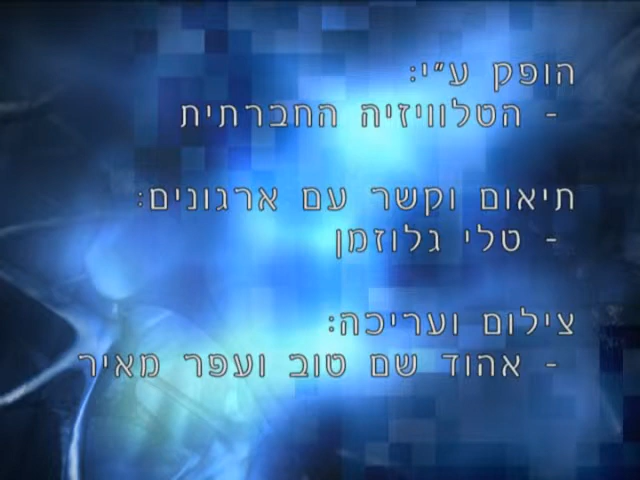 הופק ע"י:
- הטלוויזיה החברתית
תיאום וקשר עם ארגונים:
- טלי גלוזמן
צילום ועריכה:
- אהוד שם טוב ועפר מאיר